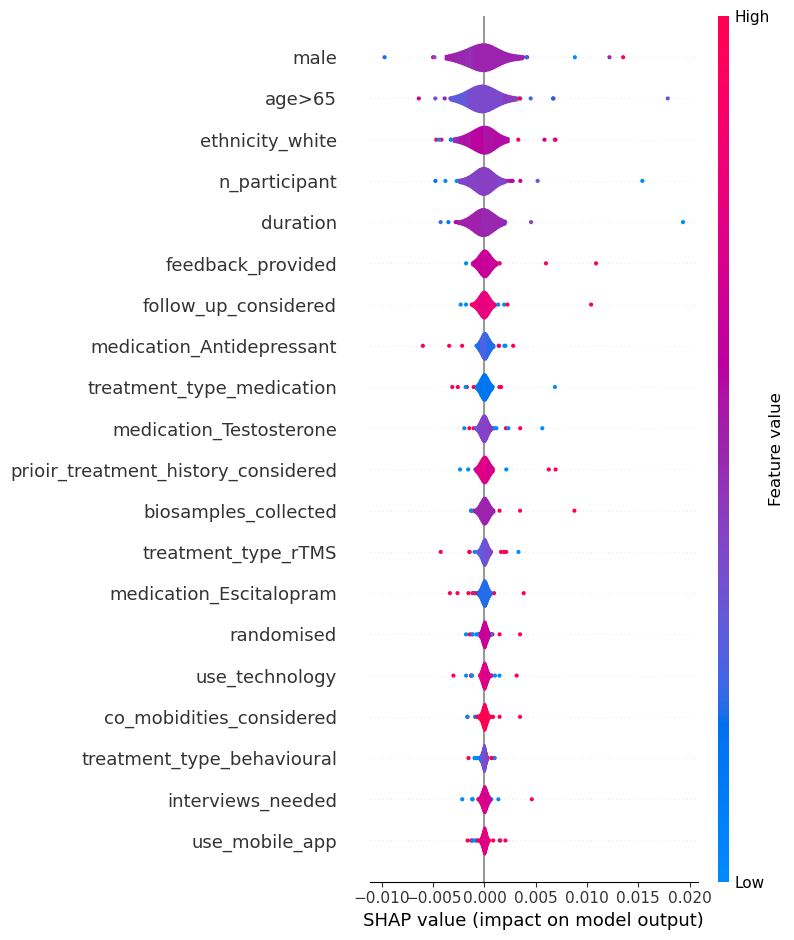 High
male
age>65
ethnicity_white
n_participant
duration
feedback_provided
follow_up_considered
medication_Antidepressant
treatment_type_medication
medication_Testosterone
prioir_treatment_history_considered
biosamples_collected
treatment_type_rTMS
medication_Escitalopram
randomised
use_technology
co_mobidities_considered
treatment_type_behavioural
interviews_needed
use_mobile_app
Feature value
Low
−0.010 −0.005 0.000 0.005 0.010 0.015 0.020
SHAP value (impact on model output)